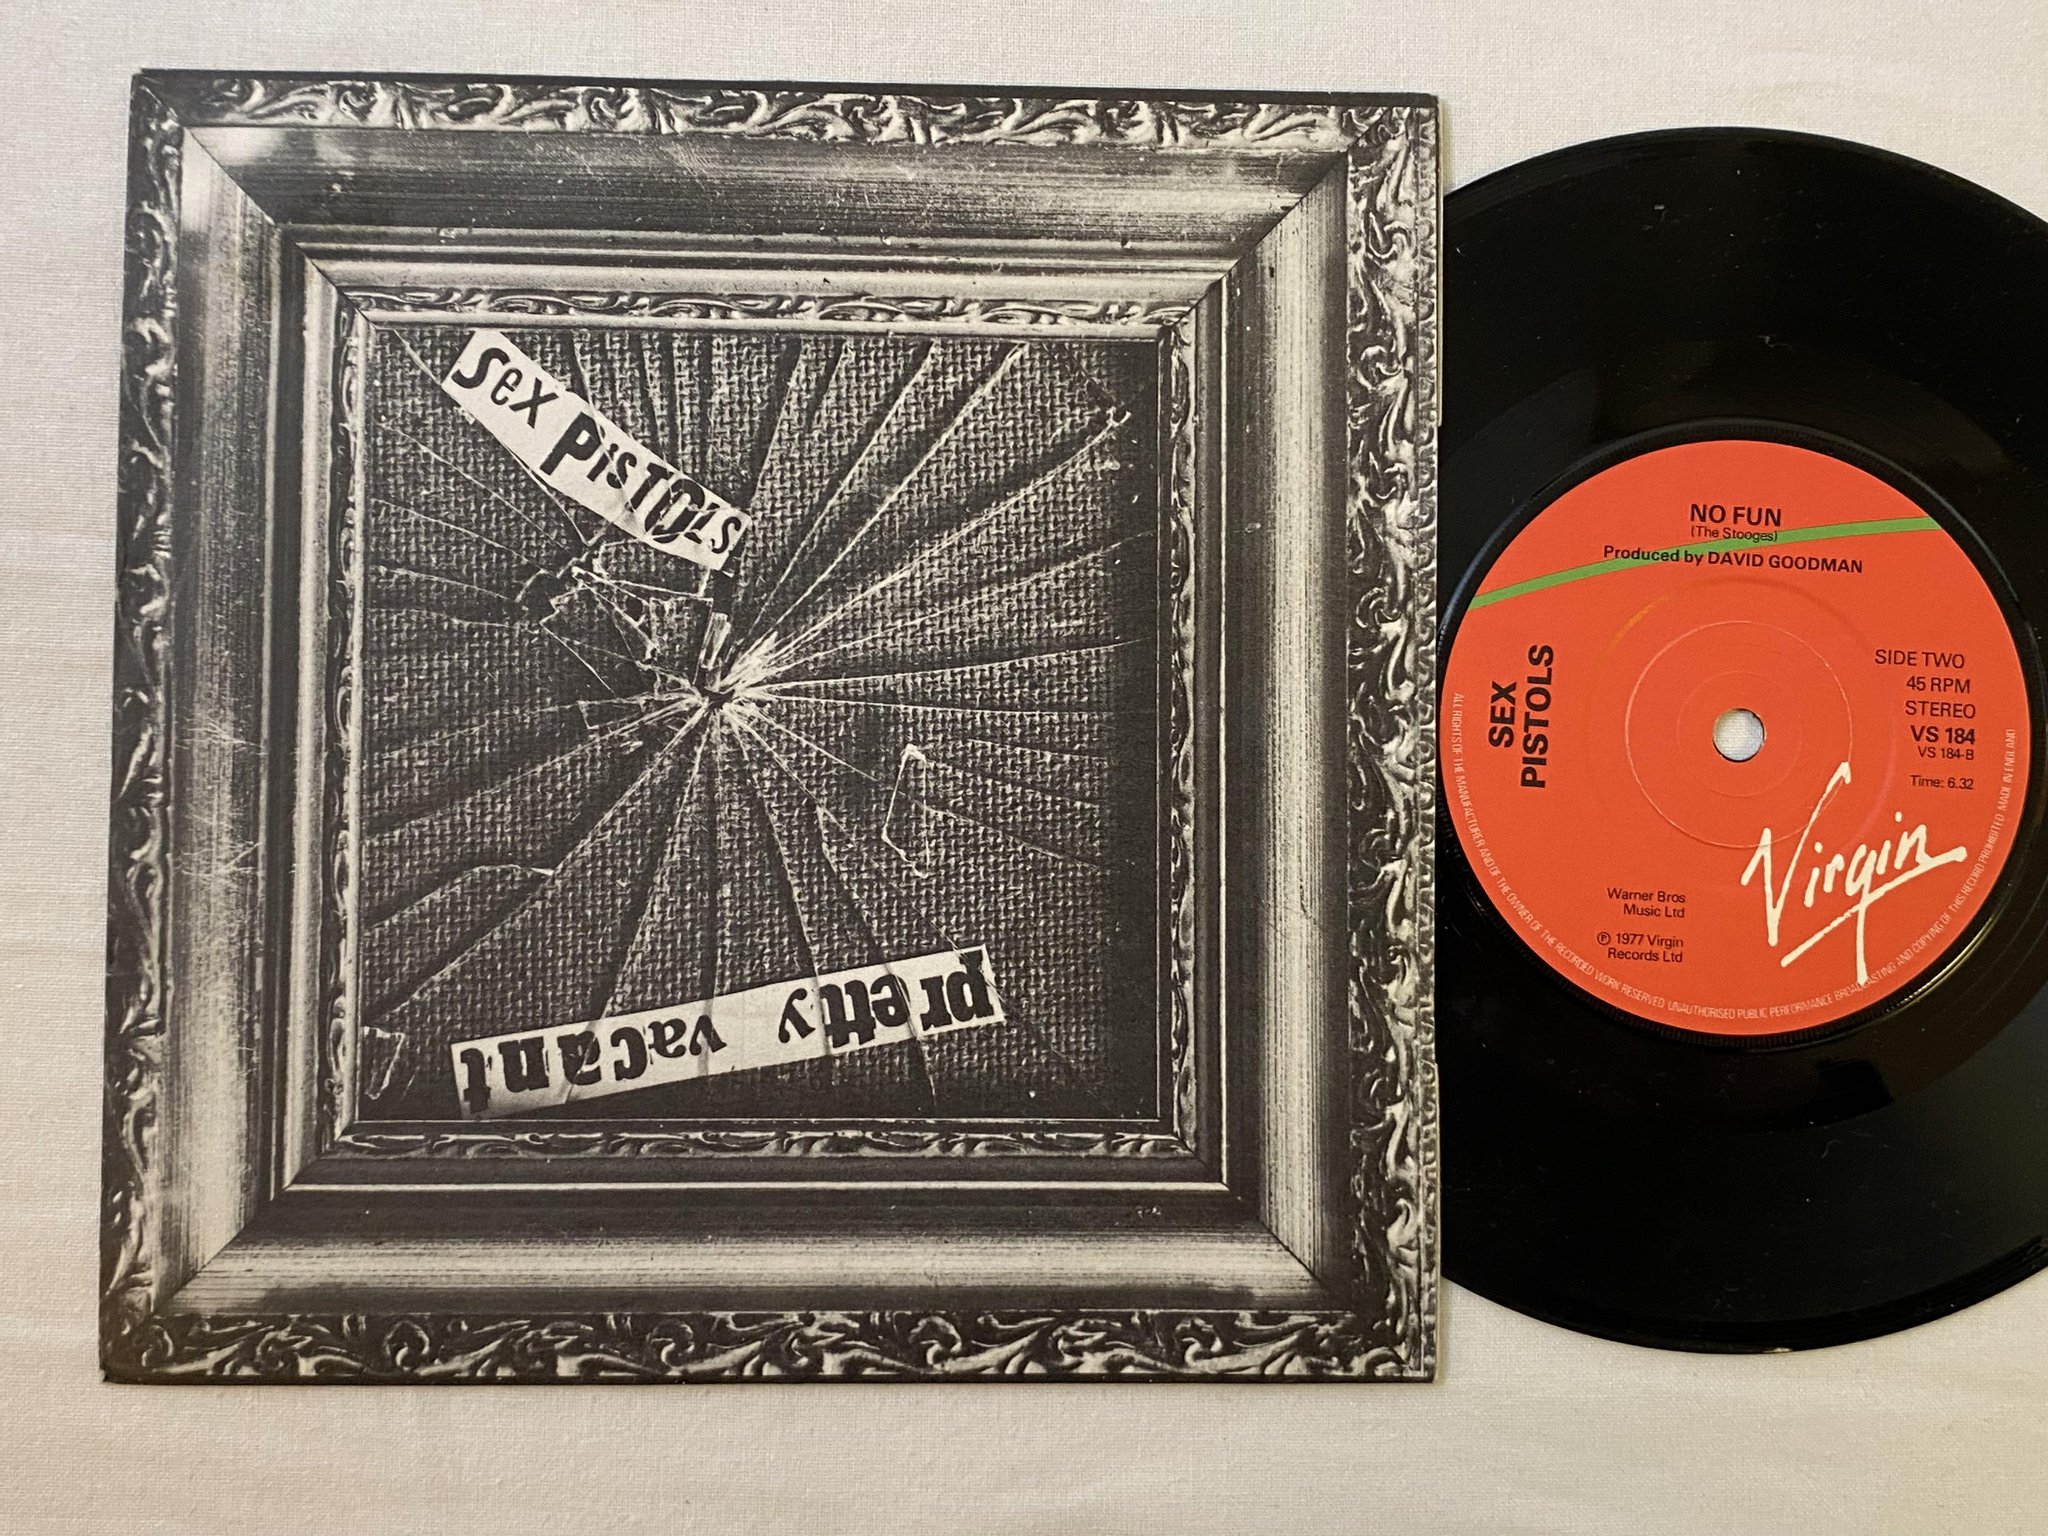 sex pistols
pretty vacant
NO FUN
(The Stooges)
Produced by DAVID GOODMAN
SEX
PISTOLS
SIDE TWO
45 RPM
STEREO
VS 184
VS 184-B
Time: 6.32
Virgin
Warner Bros
Music Ltd
℗ 1977 Virgin
Records Ltd
ALL RIGHTS OF THE MANUFACTURER AND OF THE OWNER OF THE RECORDED WORK RESERVED. UNAUTHORISED PUBLIC PERFORMANCE BROADCASTING AND COPYING OF THIS RECORD PROHIBITED. MADE IN ENGLAND